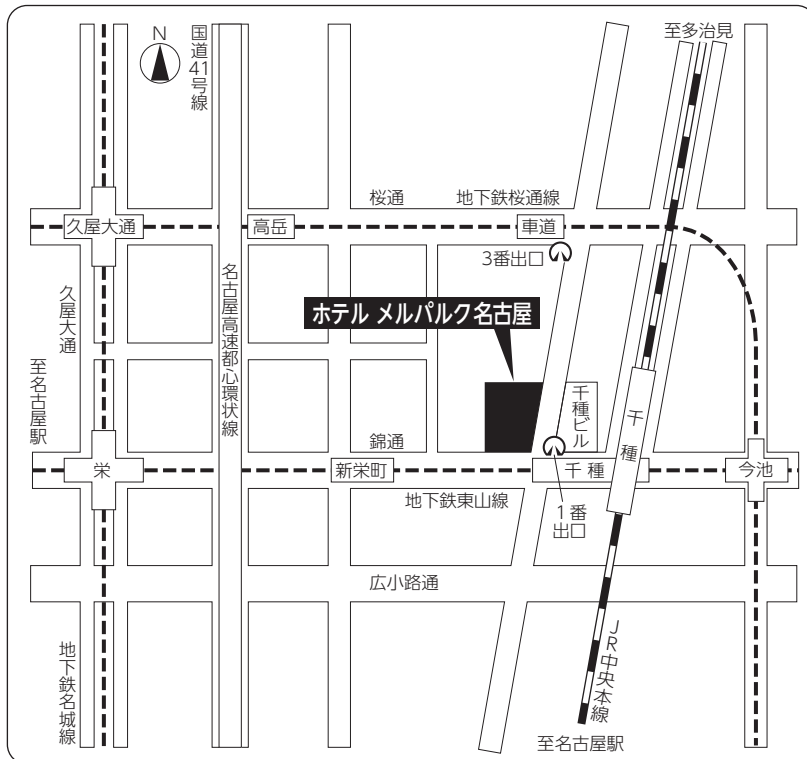 至多治見
N
国道41号線
桜通
地下鉄桜通線
久屋大通
高岳
車道
3番出口
名古屋高速都心環状線
久屋大通
ホテル メルパルク名古屋
至名古屋駅
千種ビル
千種
錦通
栄
新栄町
千種
今池
地下鉄東山線
1番
出口
広小路通
地下鉄名城線
JR中央本線
至名古屋駅